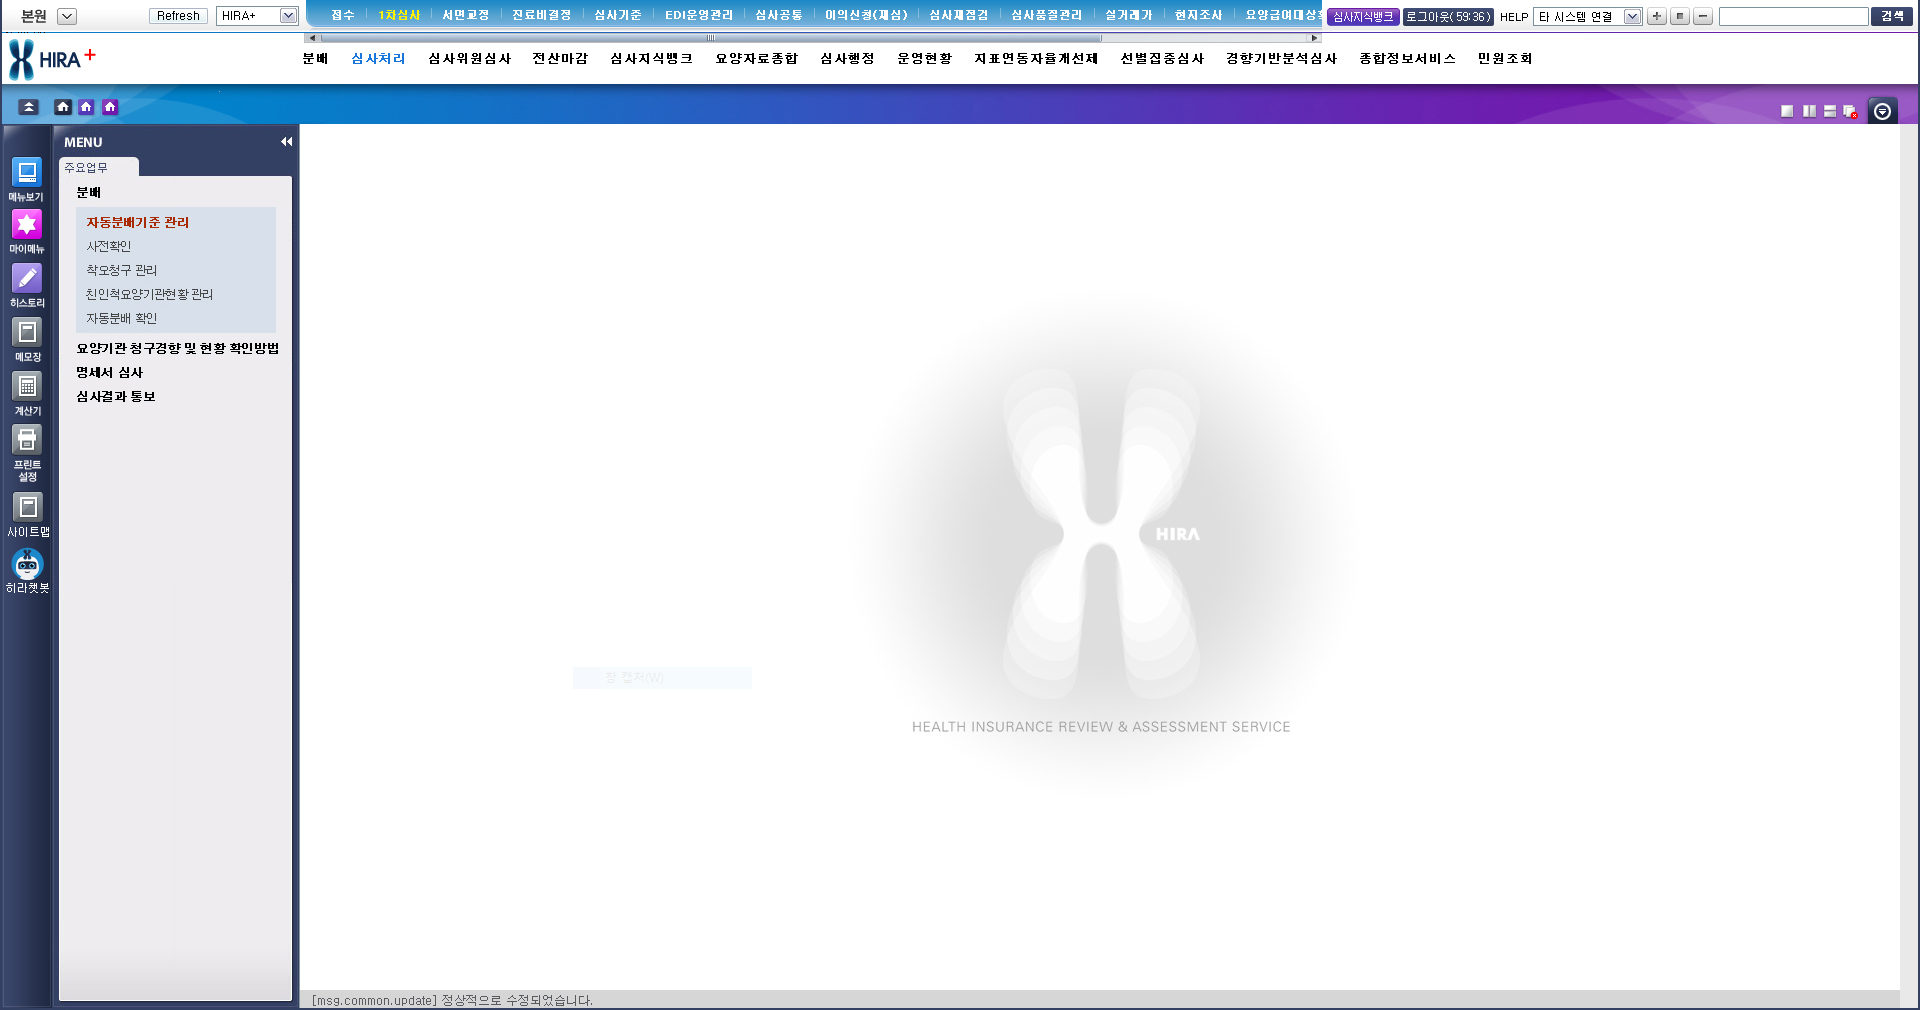 본원 Refresh HIRA+ 접수 1차심사 서면교정 진료비결정 심사기준 EDI운영관리 심사공통 이의신청(재심) 심사재점검 심사품질관리 실거래가 현지조사 요양급여대상 심사지식뱅크 로그아웃(59:36) HELP 타 시스템 연결 검색
HIRA+ 분배 심사처리 심사위원심사 전산마감 심사지식뱅크 요양자료종합 심사행정 운영현황 지표연동자율개선제 선별집중심사 경향기반분석심사 종합정보서비스 민원조회
MENU
주요업무
분배
자동분배기준 관리
사전확인
착오청구 관리
친인척요양기관현황 관리
자동분배 확인
요양기관 청구경향 및 현황 확인방법
명세서 심사
심사결과 통보
메뉴보기
마이메뉴
히스토리
메모장
계산기
프린트
설정
사이트맵
히라챗봇
HIRA
창 캡처(W)
HEALTH INSURANCE REVIEW & ASSESSMENT SERVICE
[msg.common.update] 정상적으로 수정되었습니다.